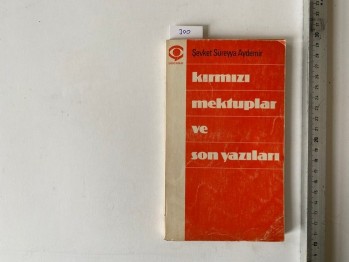 300
Şevket Süreyya Aydemir
kırmızı
mektuplar
ve
son yazıları